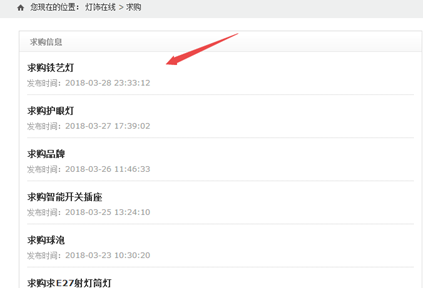 您现在的位置： 灯饰在线 > 求购
求购信息
求购铁艺灯
发布时间：2018-03-28 23:33:12
求购护眼灯
发布时间：2018-03-27 17:39:02
求购品牌
发布时间：2018-03-26 11:46:33
求购智能开关插座
发布时间：2018-03-25 13:24:10
求购球泡
发布时间：2018-03-23 10:30:20
求购求E27射灯筒灯